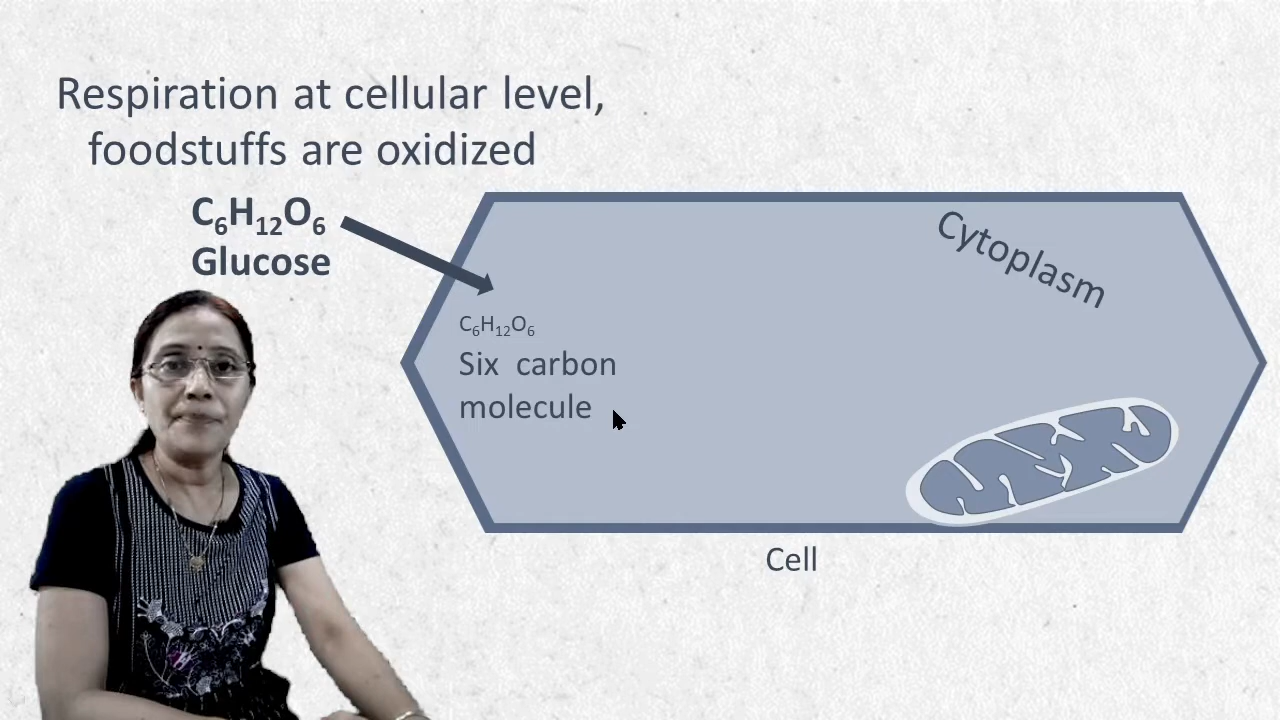 Respiration at cellular level,
foodstuffs are oxidized
C₆H₁₂O₆
Glucose
Cytoplasm
C₆H₁₂O₆
Six carbon
molecule
Cell